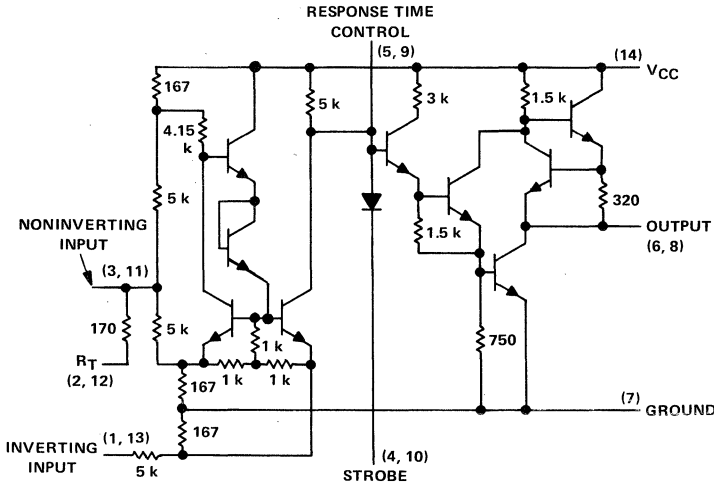 RESPONSE TIME
CONTROL
(5, 9)
(14)
VCC
167
5 k
3 k
1.5 k
4.15
k
5 k
320
NONINVERTING
INPUT
1.5 k
OUTPUT
(6, 8)
(3, 11)
170
5 k
1 k
750
RT
(2, 12)
1 k
1 k
167
(7)
GROUND
167
INVERTING
INPUT
(1, 13)
5 k
(4, 10)
STROBE